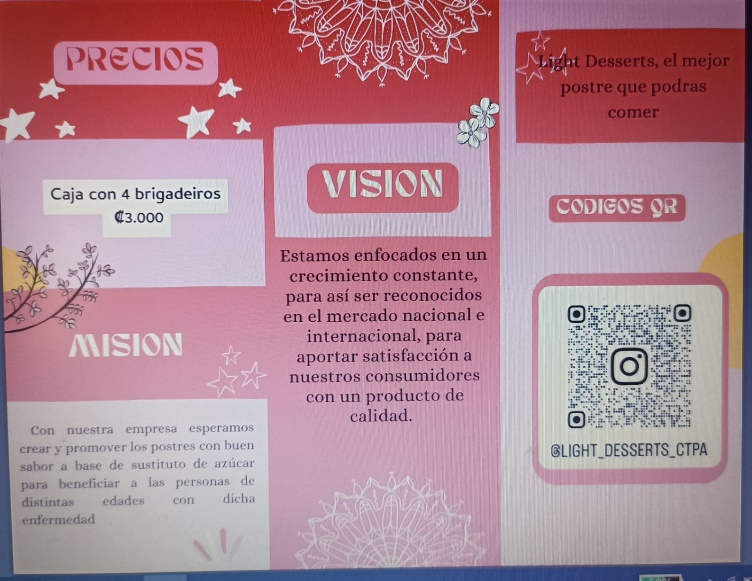 PRECIOS
Caja con 4 brigadeiros
₡3.000
MISION
Con nuestra empresa esperamos
crear y promover los postres con buen
sabor a base de sustituto de azúcar
para beneficiar a las personas de
distintas edades con dicha
enfermedad
VISION
Estamos enfocados en un
crecimiento constante,
para así ser reconocidos
en el mercado nacional e
internacional, para
aportar satisfacción a
nuestros consumidores
con un producto de
calidad.
Light Desserts, el mejor
postre que podras
comer
CODIGOS QR
@LIGHT_DESSERTS_CTPA